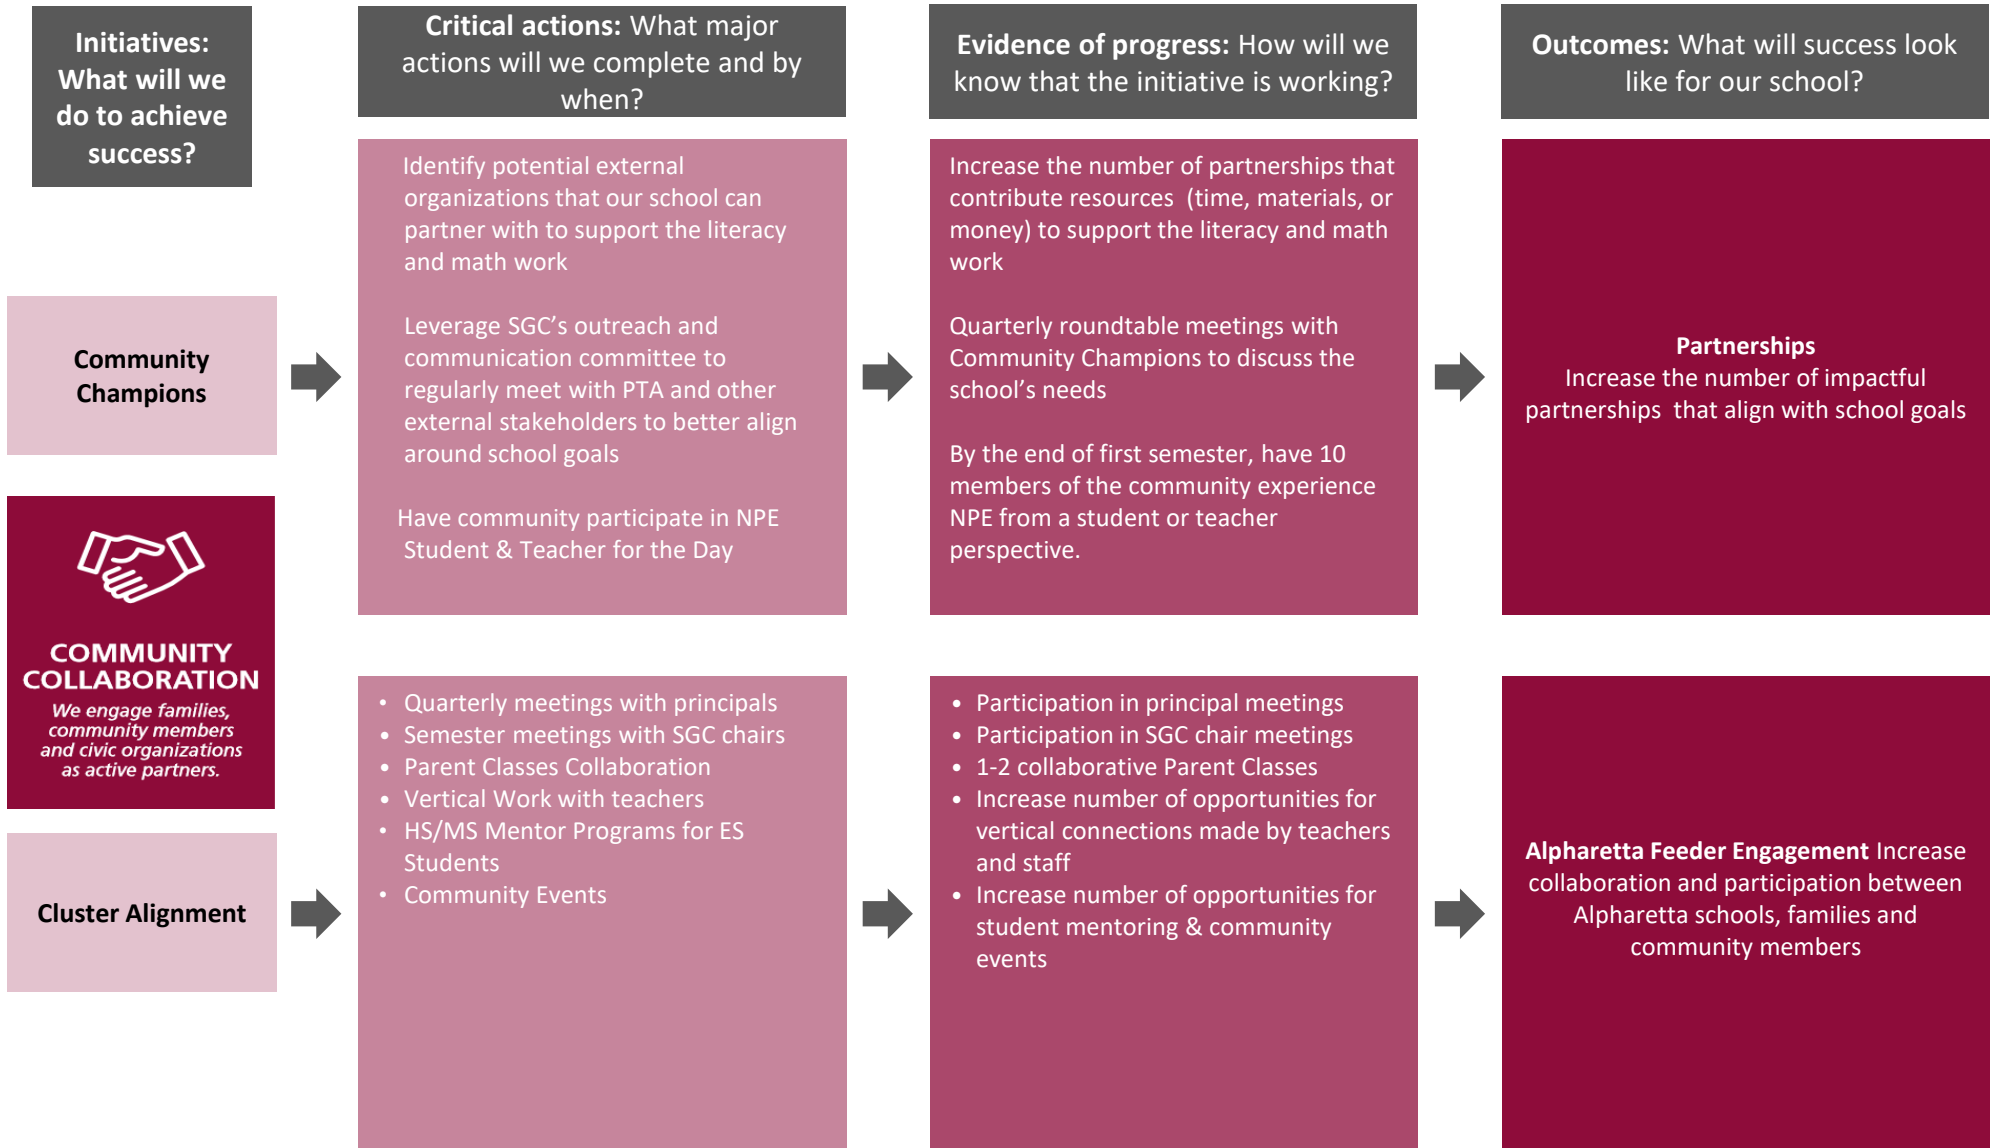 Initiatives:
What will we
do to achieve
success?
Critical actions: What major
actions will we complete and by
when?
Evidence of progress: How will we
know that the initiative is working?
Outcomes: What will success look
like for our school?
Community
Champions
Identify potential external
organizations that our school can
partner with to support the literacy
and math work
Leverage SGC’s outreach and
communication committee to
regularly meet with PTA and other
external stakeholders to better align
around school goals
Have community participate in NPE
Student & Teacher for the Day
Increase the number of partnerships that
contribute resources (time, materials, or
money) to support the literacy and math
work
Quarterly roundtable meetings with
Community Champions to discuss the
school’s needs
By the end of first semester, have 10
members of the community experience
NPE from a student or teacher
perspective.
Partnerships
Increase the number of impactful
partnerships that align with school goals
COMMUNITY
COLLABORATION
We engage families,
community members
and civic organizations
as active partners.
Cluster Alignment
• Quarterly meetings with principals
• Semester meetings with SGC chairs
• Parent Classes Collaboration
• Vertical Work with teachers
• HS/MS Mentor Programs for ES
Students
• Community Events
• Participation in principal meetings
• Participation in SGC chair meetings
• 1-2 collaborative Parent Classes
• Increase number of opportunities for
vertical connections made by teachers
and staff
• Increase number of opportunities for
student mentoring & community
events
Alpharetta Feeder Engagement Increase
collaboration and participation between
Alpharetta schools, families and
community members